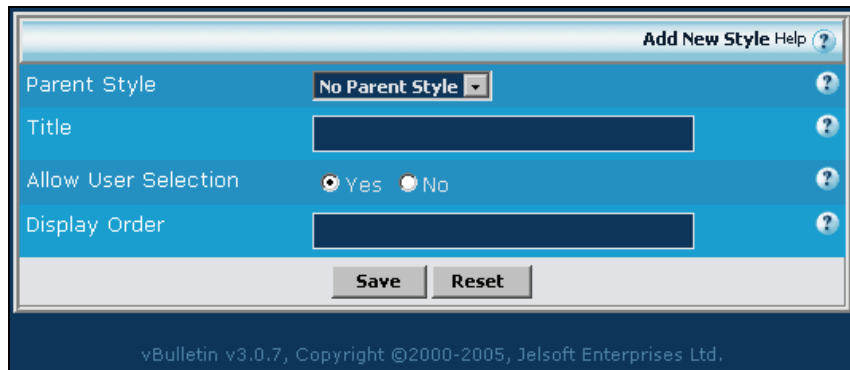 Add New Style Help ?
Parent Style No Parent Style ?
Title ?
Allow User Selection Yes No ?
Display Order ?
Save Reset
vBulletin v3.0.7, Copyright ©2000-2005, Jelsoft Enterprises Ltd.